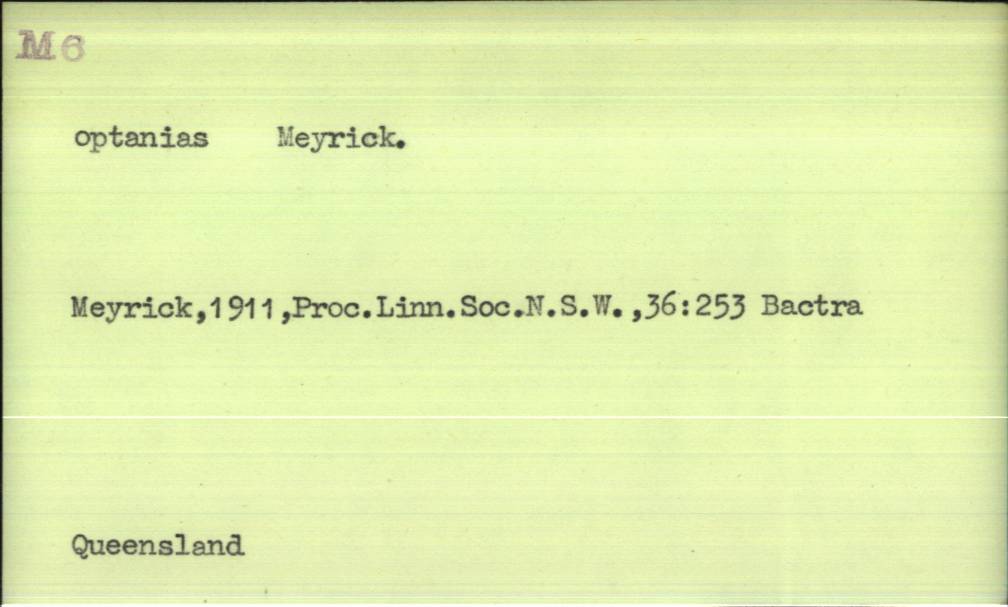 M6
optanias Meyrick.
Meyrick,1911,Proc.Linn.Soc.N.S.W.,36:253 Bactra
Queensland